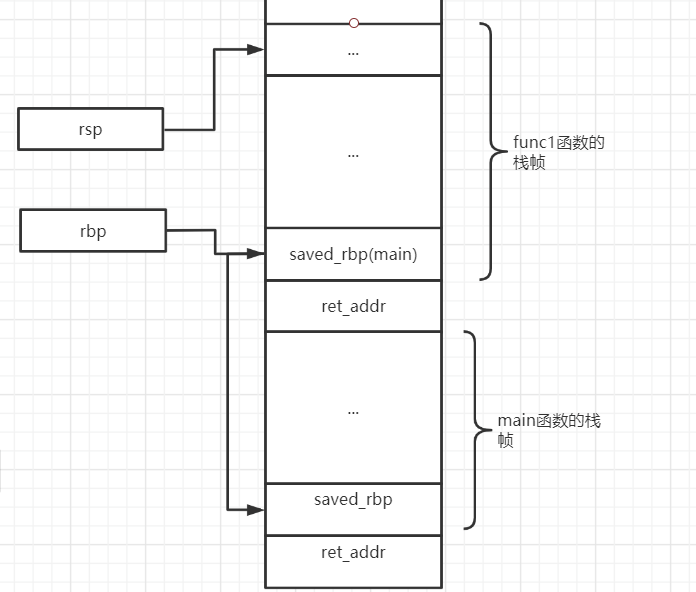 ...
rsp
func1函数的
栈帧
...
rbp
saved_rbp(main)
ret_addr
...
main函数的栈
帧
saved_rbp
ret_addr